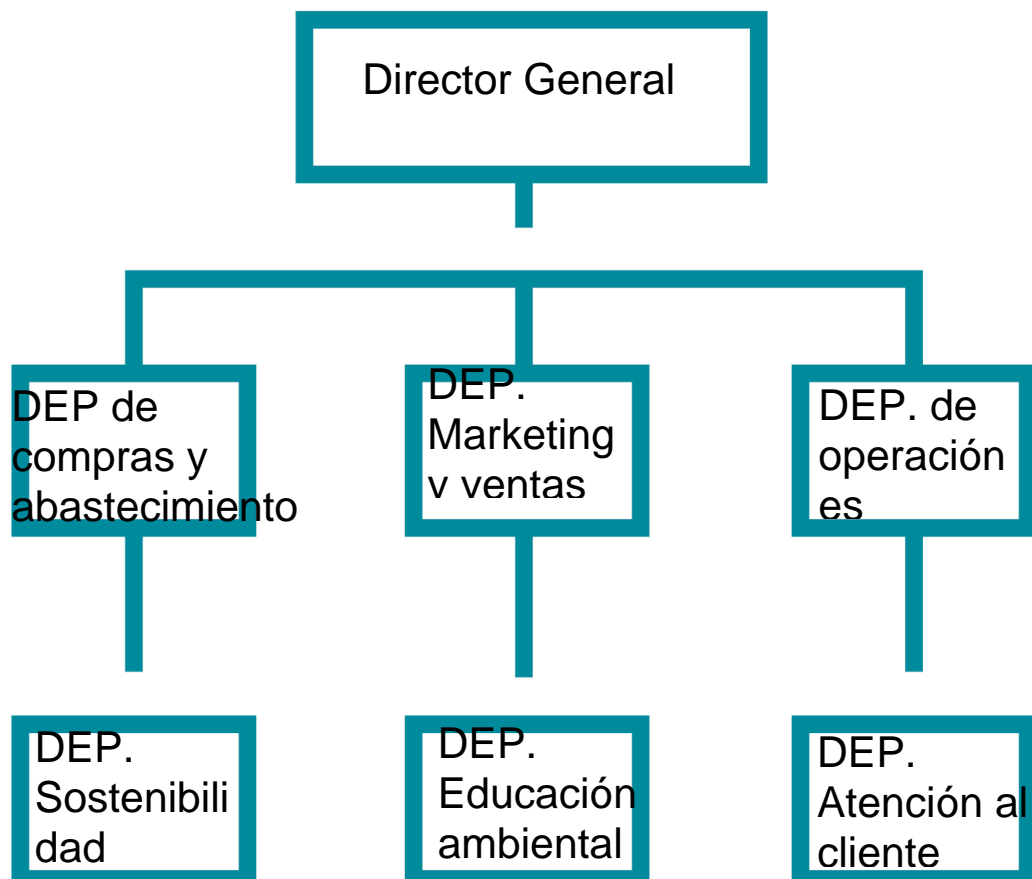 Director General
DEP de
compras y
abastecimiento
DEP.
Marketing
y ventas
DEP. de
operación
es
DEP.
Sostenibili
dad
DEP.
Educación
ambiental
DEP.
Atención al
cliente